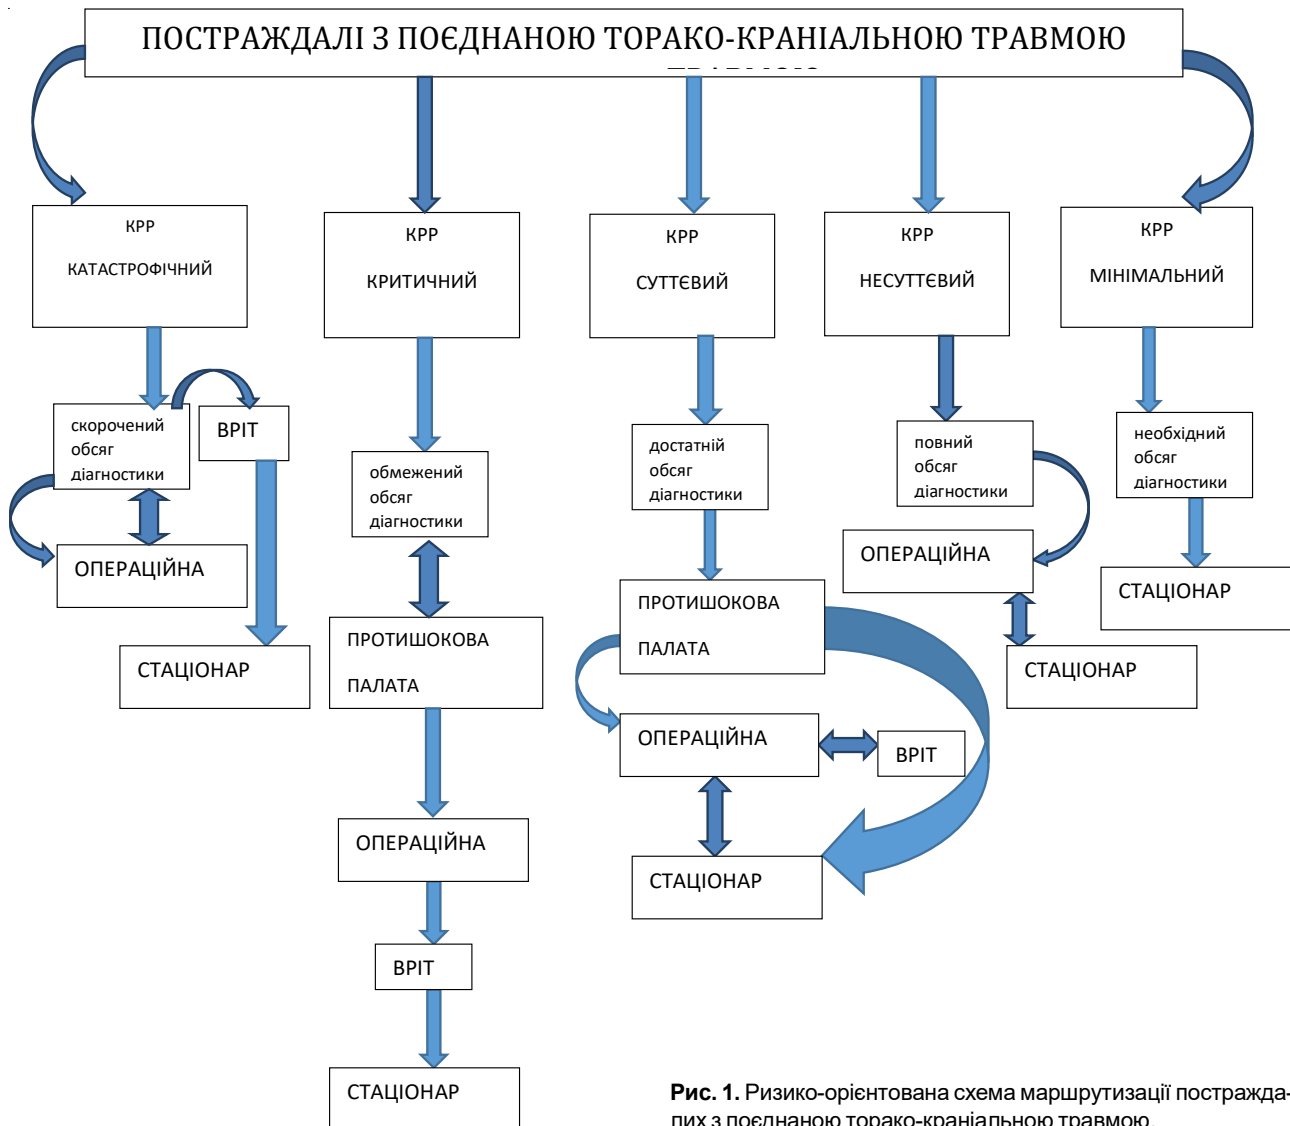 ПОСТРАЖДАЛІ З ПОЄДНАНОЮ ТОРАКО-КРАНІАЛЬНОЮ ТРАВМОЮ
КРР
КАТАСТРОФІЧНИЙ
КРР
КРИТИЧНИЙ
КРР
СУТТЄВИЙ
КРР
НЕСУТТЄВИЙ
КРР
МІНІМАЛЬНИЙ
скорочений
обсяг
діагностики
ВРІТ
обмежений
обсяг
діагностики
достатній
обсяг
діагностики
повний
обсяг
діагностики
необхідний
обсяг
діагностики
ОПЕРАЦІЙНА
СТАЦІОНАР
ПРОТИШОКОВА
ПАЛАТА
ПРОТИШОКОВА
ПАЛАТА
ОПЕРАЦІЙНА
СТАЦІОНАР
СТАЦІОНАР
ОПЕРАЦІЙНА
ВРІТ
СТАЦІОНАР
ОПЕРАЦІЙНА
ВРІТ
СТАЦІОНАР
Рис. 1. Ризико-орієнтована схема маршрутизації постражда-
лих з поєднаною торако-краніальною травмою.